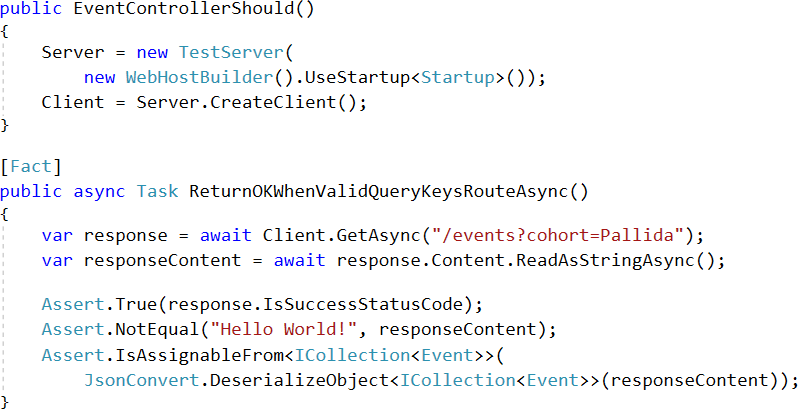 public EventControllerShould()
{
    Server = new TestServer(
        new WebHostBuilder().UseStartup<Startup>());
    Client = Server.CreateClient();
}

[Fact]
public async Task ReturnOKWhenValidQueryKeysRouteAsync()
{
    var response = await Client.GetAsync("/events?cohort=Pallida");
    var responseContent = await response.Content.ReadAsStringAsync();

    Assert.True(response.IsSuccessStatusCode);
    Assert.NotEqual("Hello World!", responseContent);
    Assert.IsAssignableFrom<ICollection<Event>>(
        JsonConvert.DeserializeObject<ICollection<Event>>(responseContent));
}